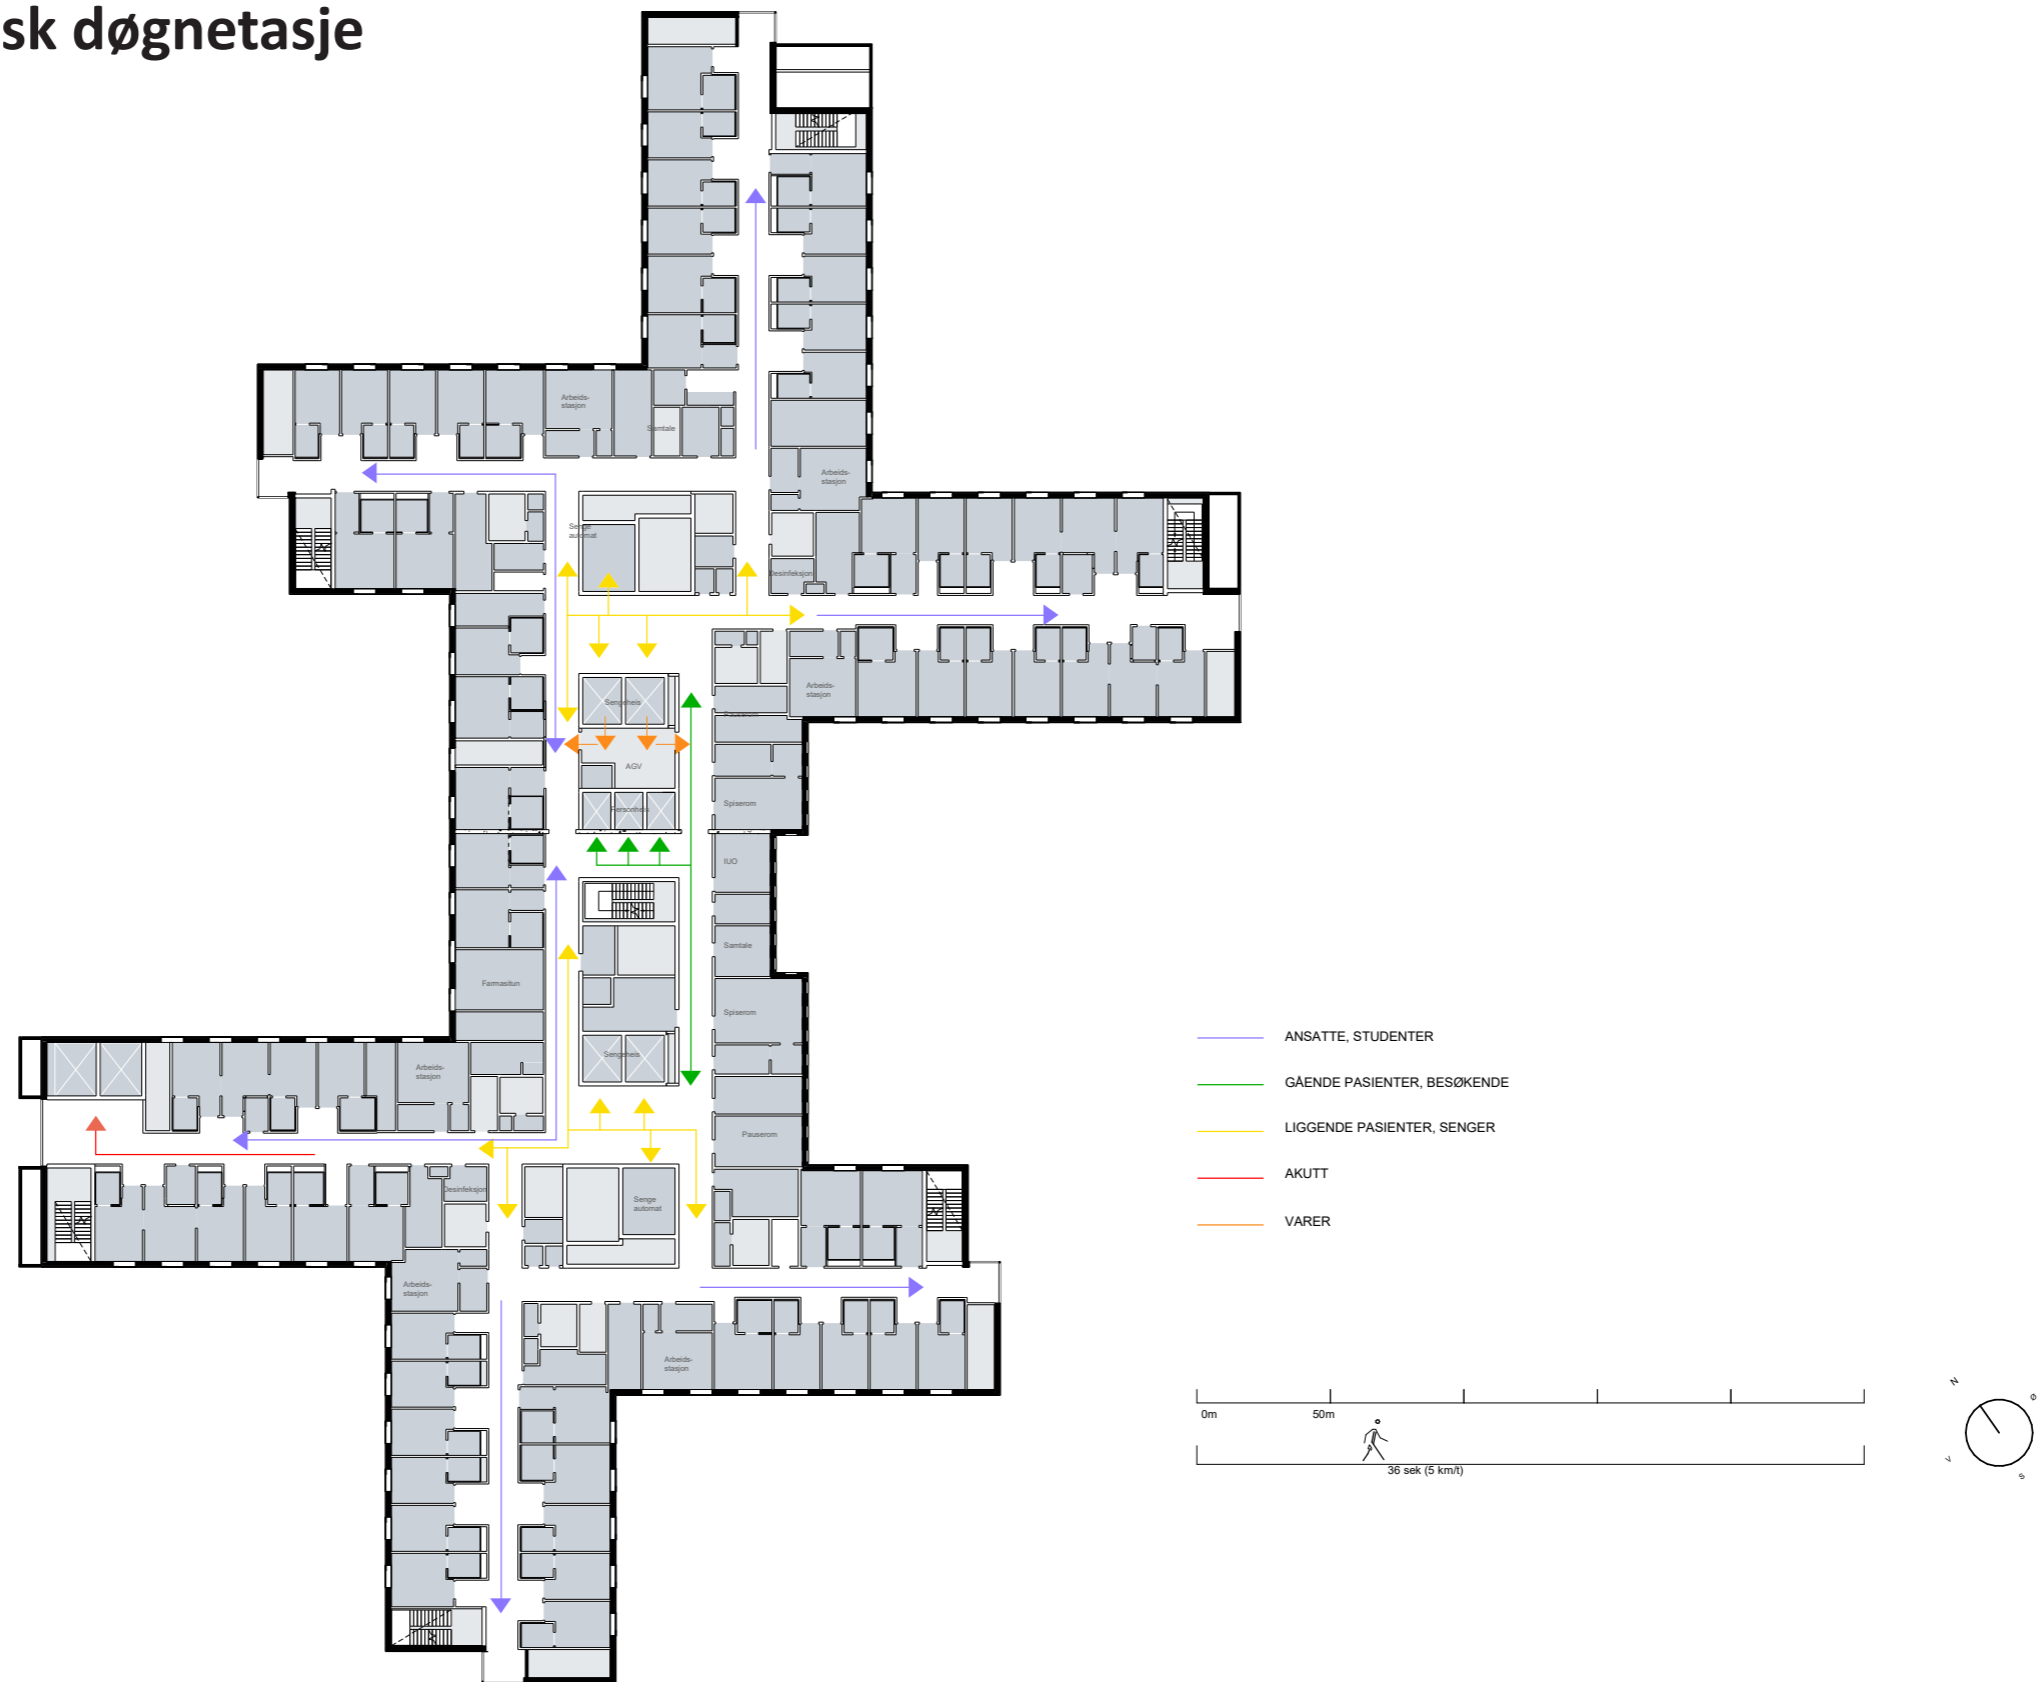 sk døgnetasje
Arbeids-
stasjon
Samtale
Arbeids-
stasjon
Senge
automat
Desinfeksjon
Arbeids-
stasjon
Sengeheis
Pauserom
AGV
Spiserom
Personheis
IUO
Samtale
Farmasitun
Spiserom
Sengeheis
Arbeids-
stasjon
Pauserom
Desinfeksjon
Senge
automat
Arbeids-
stasjon
Arbeids-
stasjon
ANSATTE, STUDENTER
GÅENDE PASIENTER, BESØKENDE
LIGGENDE PASIENTER, SENGER
AKUTT
VARER
0m
50m
36 sek (5 km/t)
N
Ø
V
S